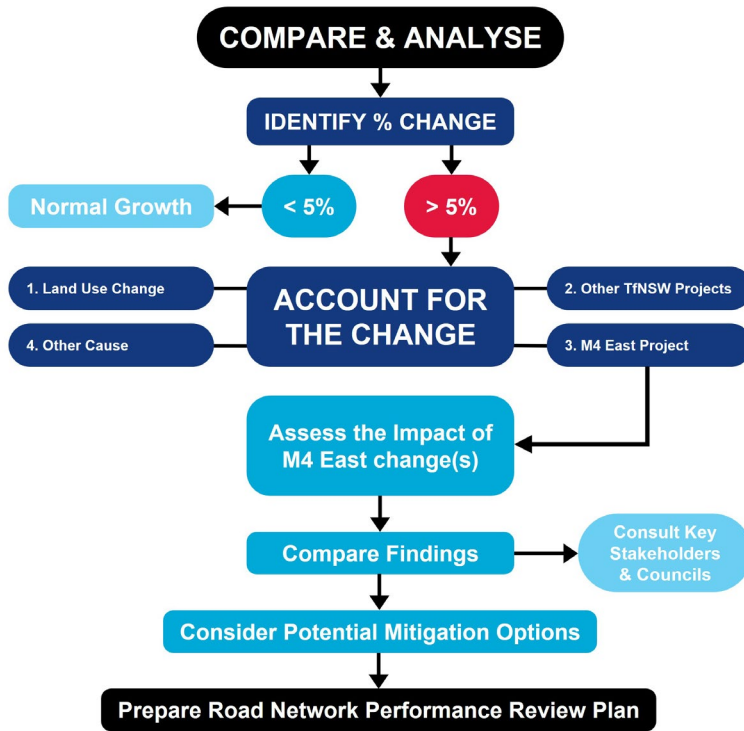 COMPARE & ANALYSE
IDENTIFY % CHANGE
Normal Growth
< 5%
> 5%
1. Land Use Change
ACCOUNT FOR
THE CHANGE
2. Other TfNSW Projects
4. Other Cause
3. M4 East Project
Assess the Impact of
M4 East change(s)
Compare Findings
Consult Key
Stakeholders
& Councils
Consider Potential Mitigation Options
Prepare Road Network Performance Review Plan